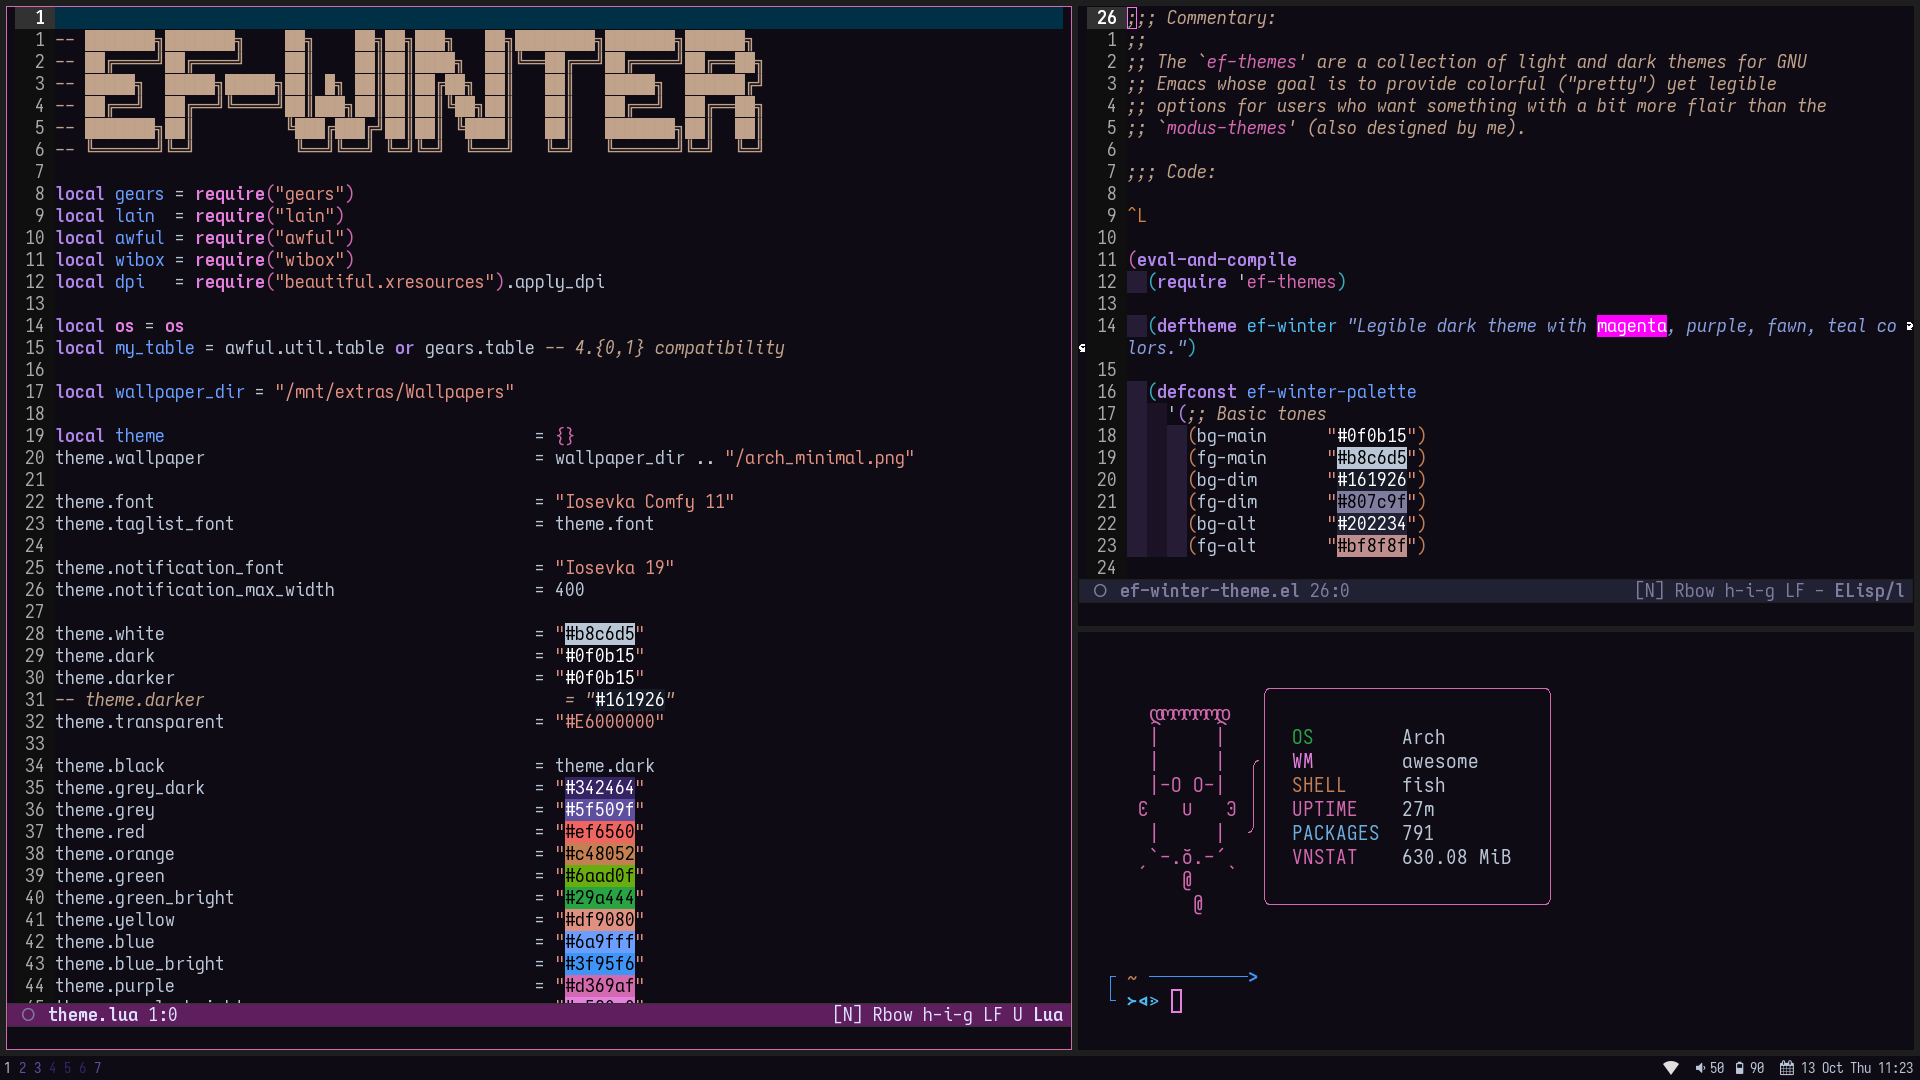 1
1 --
2 --
3 --
4 --
5 --
6 --
EF-WINTER
7
8 local gears = require("gears")
9 local lain  = require("lain")
10 local awful = require("awful")
11 local wibox = require("wibox")
12 local dpi   = require("beautiful.xresources").apply_dpi
13
14 local os = os
15 local my_table = awful.util.table or gears.table -- 4.{0,1} compatibility
16
17 local wallpaper_dir = "/mnt/extras/Wallpapers"
18
19 local theme = {}
20 theme.wallpaper = wallpaper_dir .. "/arch_minimal.png"
21
22 theme.font = "Iosevka Comfy 11"
23 theme.taglist_font = theme.font
24
25 theme.notification_font = "Iosevka 19"
26 theme.notification_max_width = 400
27
28 theme.white = "#b8c6d5"
29 theme.dark = "#0f0b15"
30 theme.darker = "#0f0b15"
31 -- theme.darker = "#161926"
32 theme.transparent = "#E6000000"
33
34 theme.black = theme.dark
35 theme.grey_dark = "#342464"
36 theme.grey = "#5f509f"
37 theme.red = "#ef6560"
38 theme.orange = "#c48052"
39 theme.green = "#6aad0f"
40 theme.green_bright = "#29a444"
41 theme.yellow = "#df9080"
42 theme.blue = "#6a9fff"
43 theme.blue_bright = "#3f95f6"
44 theme.purple = "#d369af"
theme.lua 1:0 [N] Rbow h-i-g LF U Lua
26 ;;; Commentary:
1 ;;
2 ;; The `ef-themes' are a collection of light and dark themes for GNU
3 ;; Emacs whose goal is to provide colorful ("pretty") yet legible
4 ;; options for users who want something with a bit more flair than the
5 ;; `modus-themes' (also designed by me).
6
7 ;;; Code:
8
9 ^L
10
11 (eval-and-compile
12   (require 'ef-themes)
13
14   (deftheme ef-winter "Legible dark theme with magenta, purple, fawn, teal co
lors.")
15
16   (defconst ef-winter-palette
17     '(;; Basic tones
18       (bg-main "#0f0b15")
19       (fg-main "#b8c6d5")
20       (bg-dim "#161926")
21       (fg-dim "#807c9f")
22       (bg-alt "#202234")
23       (fg-alt "#bf8f8f")
24
ef-winter-theme.el 26:0 [N] Rbow h-i-g LF - ELisp/l
OS Arch
WM awesome
SHELL fish
UPTIME 27m
PACKAGES 791
VNSTAT 630.08 MiB
~
1 2 3 4 5 6 7
50 90 13 Oct Thu 11:23